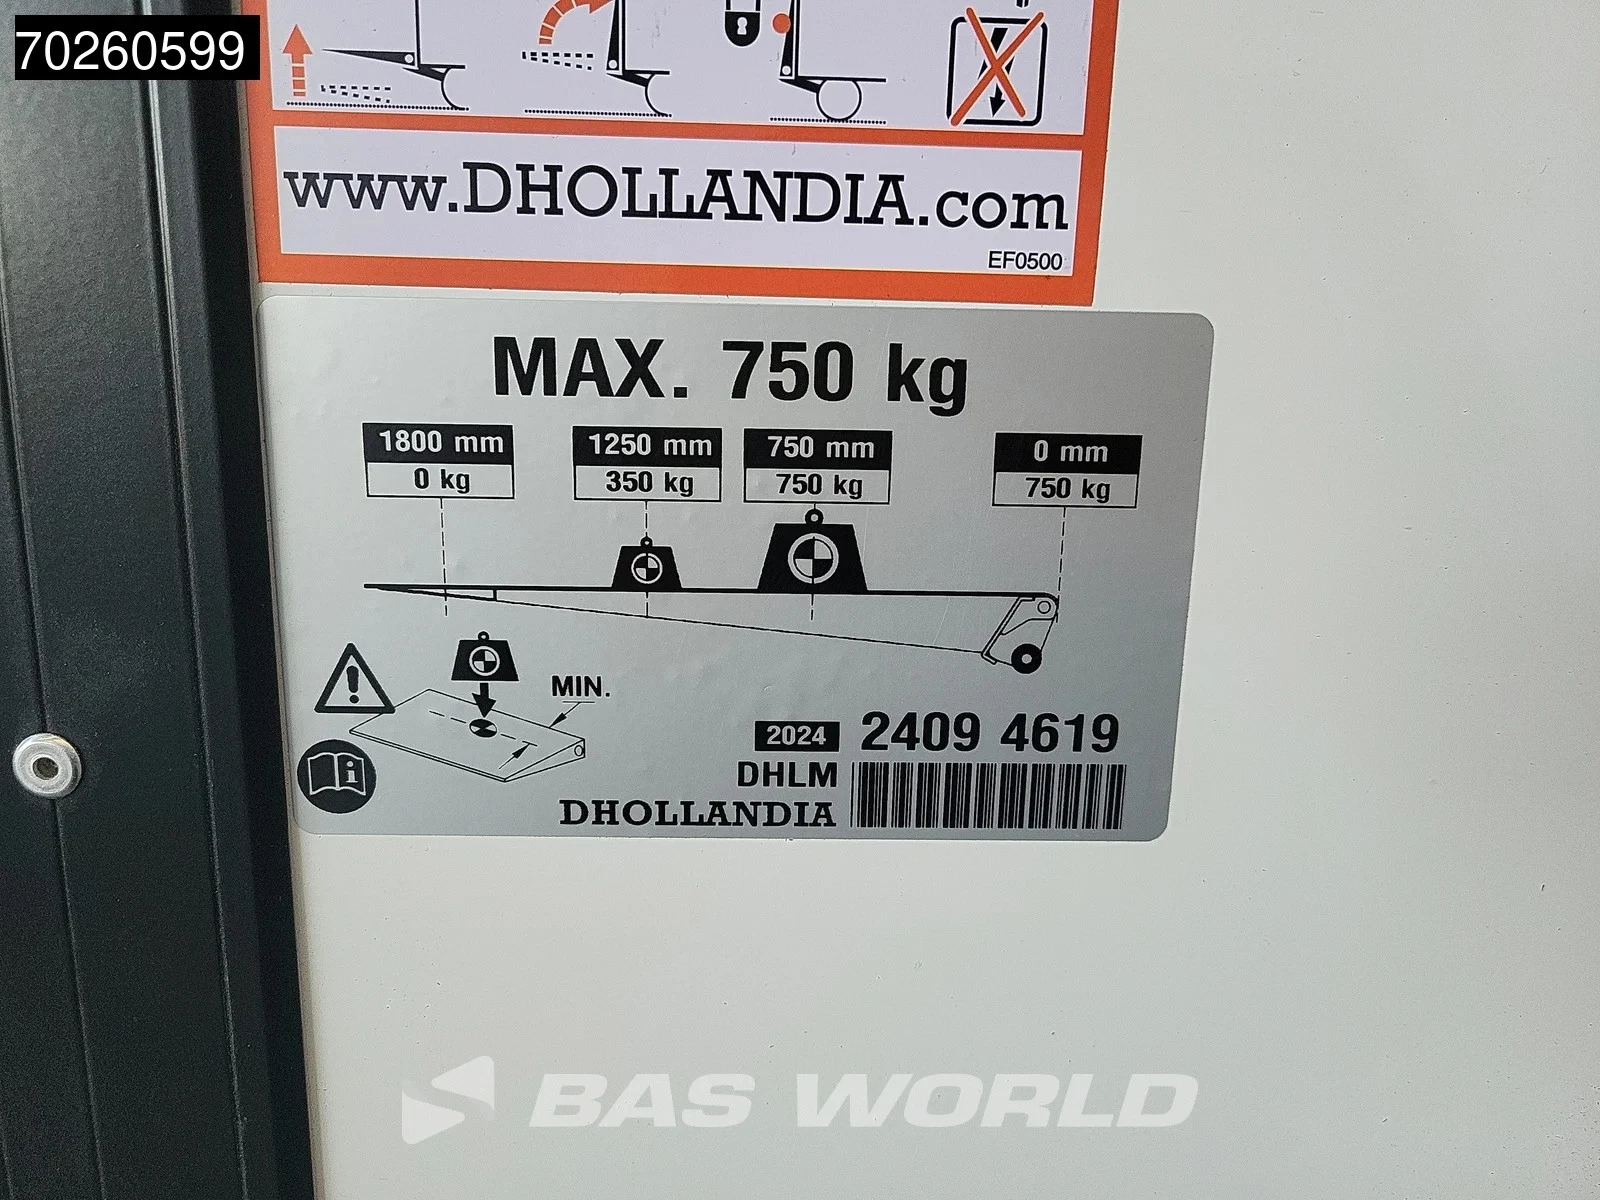 70260599
www.DHOLLANDIA.com
EF0500
MAX. 750 kg
1800 mm 1250 mm 750 mm 0 mm
0 kg 350 kg 750 kg 750 kg
MIN.
2024 2409 4619
DHLM
DHOLLANDIA
BAS WORLD